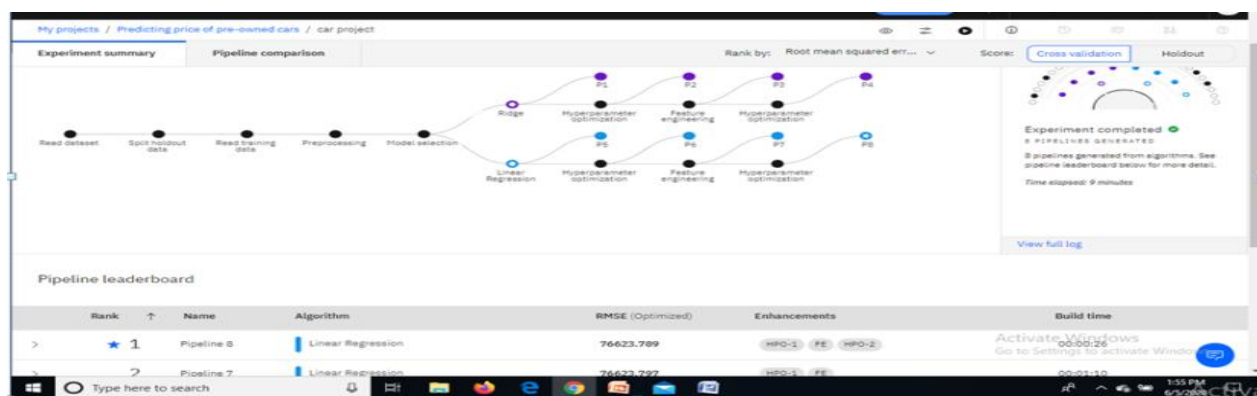 My projects / Predicting price of pre-owned cars / car project
Experiment summary Pipeline comparison Rank by: Root mean squared err... Score: Cross validation Holdout
P1 P2 P3 P4
Ridge Hyperparameter optimization Feature engineering Hyperparameter optimization
Read dataset Split holdout data Read training data Preprocessing Model selection
P5 P6 P7 P8
Linear Regression Hyperparameter optimization Feature engineering Hyperparameter optimization
Experiment completed
8 PIPELINES GENERATED
8 pipelines generated from algorithms. See
pipeline leaderboard below for more detail.
Time elapsed: 9 minutes
View full log
Pipeline leaderboard
Rank ↑ Name Algorithm RMSE (Optimized) Enhancements Build time
1 Pipeline 8 Linear Regression 76623.789 HPO-1 FE HPO-2 00:00:26
Activate Windows
Go to Settings to activate Windo
2 Pipeline 7 Linear Regression 76623.797 HPO-1 FE 00:01:10
Type here to search
1:55 PM